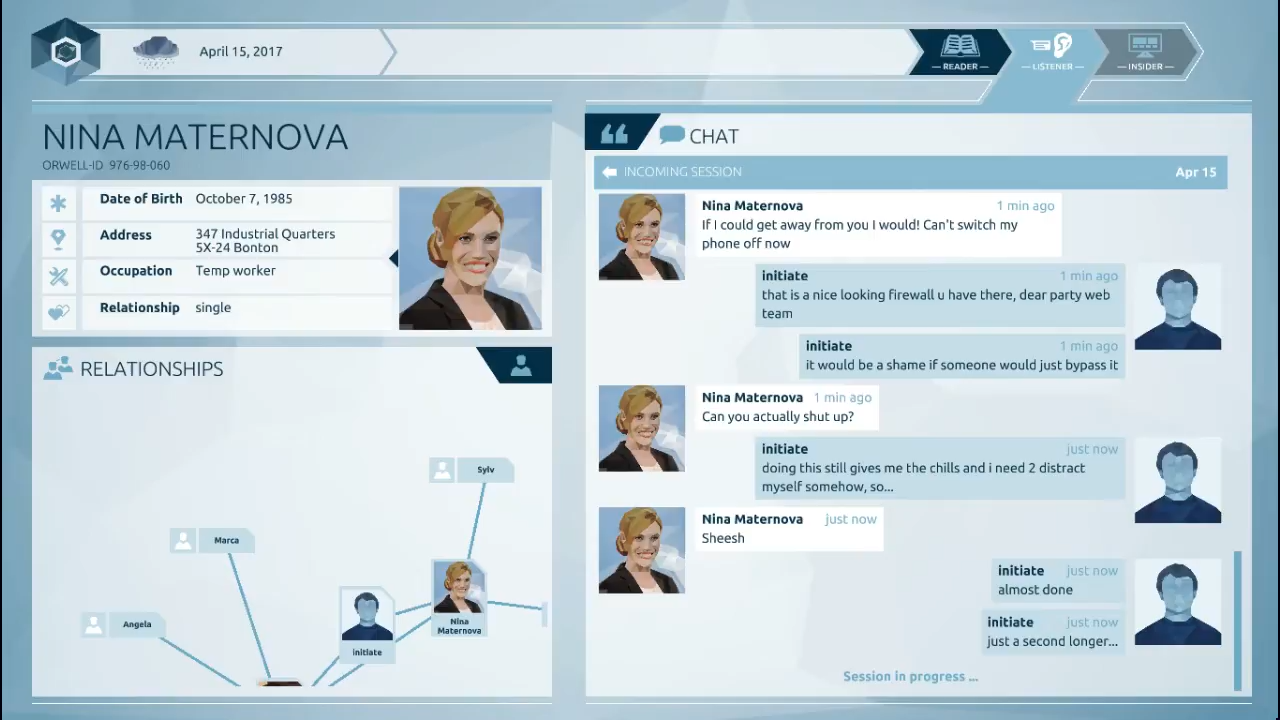 April 15, 2017
— READER —
— LISTENER —
— INSIDER —
NINA MATERNOVA
ORWELL-ID 976-98-060
Date of Birth October 7, 1985
Address 347 Industrial Quarters
5X-24 Bonton
Occupation Temp worker
Relationship single
RELATIONSHIPS
Sylv
Marca
Angela
initiate
Nina
Maternova
CHAT
INCOMING SESSION Apr 15
Nina Maternova 1 min ago
If I could get away from you I would! Can't switch my
phone off now
initiate 1 min ago
that is a nice looking firewall u have there, dear party web
team
initiate 1 min ago
it would be a shame if someone would just bypass it
Nina Maternova 1 min ago
Can you actually shut up?
initiate just now
doing this still gives me the chills and i need 2 distract
myself somehow, so...
Nina Maternova just now
Sheesh
initiate just now
almost done
initiate just now
just a second longer...
Session in progress ...